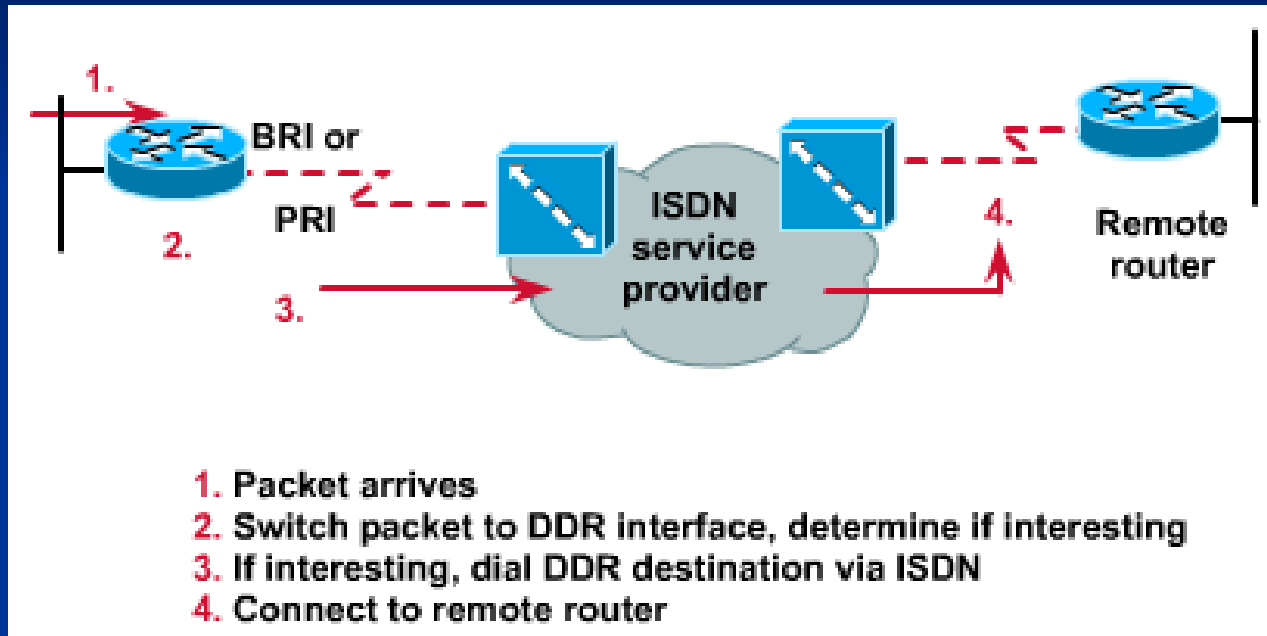 1.
BRI or
PRI
2.
3.
ISDN
service
provider
4.
Remote
router
1. Packet arrives
2. Switch packet to DDR interface, determine if interesting
3. If interesting, dial DDR destination via ISDN
4. Connect to remote router